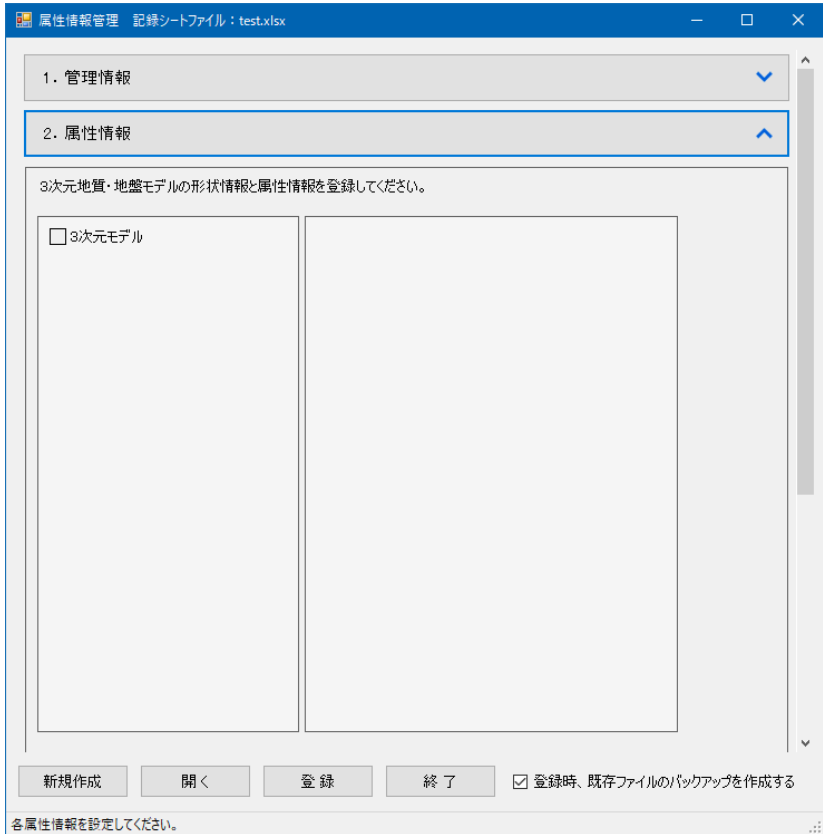 属性情報管理　記録シートファイル：test.xlsx
1. 管理情報
2. 属性情報
3次元地質・地盤モデルの形状情報と属性情報を登録してください。
3次元モデル
新規作成 開く 登録 終了 登録時、既存ファイルのバックアップを作成する
各属性情報を設定してください。